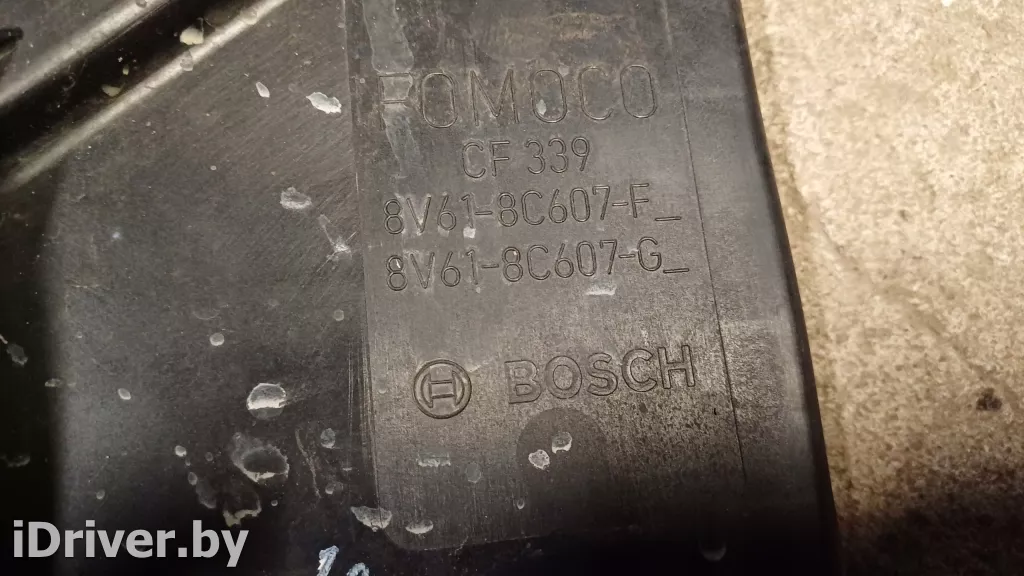 FOMOCO
CF 339
8V61-8C607-F_
8V61-8C607-G_
BOSCH
iDriver.by